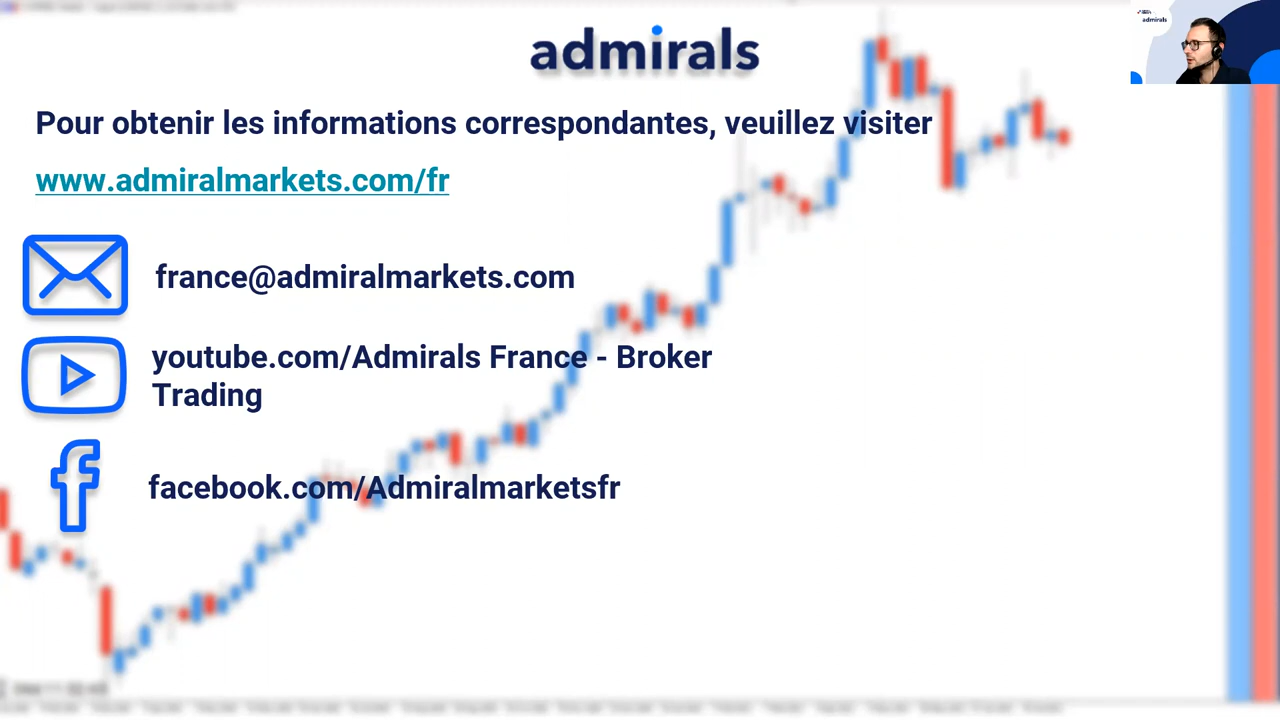 admirals
admirals
Pour obtenir les informations correspondantes, veuillez visiter
www.admiralmarkets.com/fr
france@admiralmarkets.com
youtube.com/Admirals France - Broker
Trading
facebook.com/Admiralmarketsfr